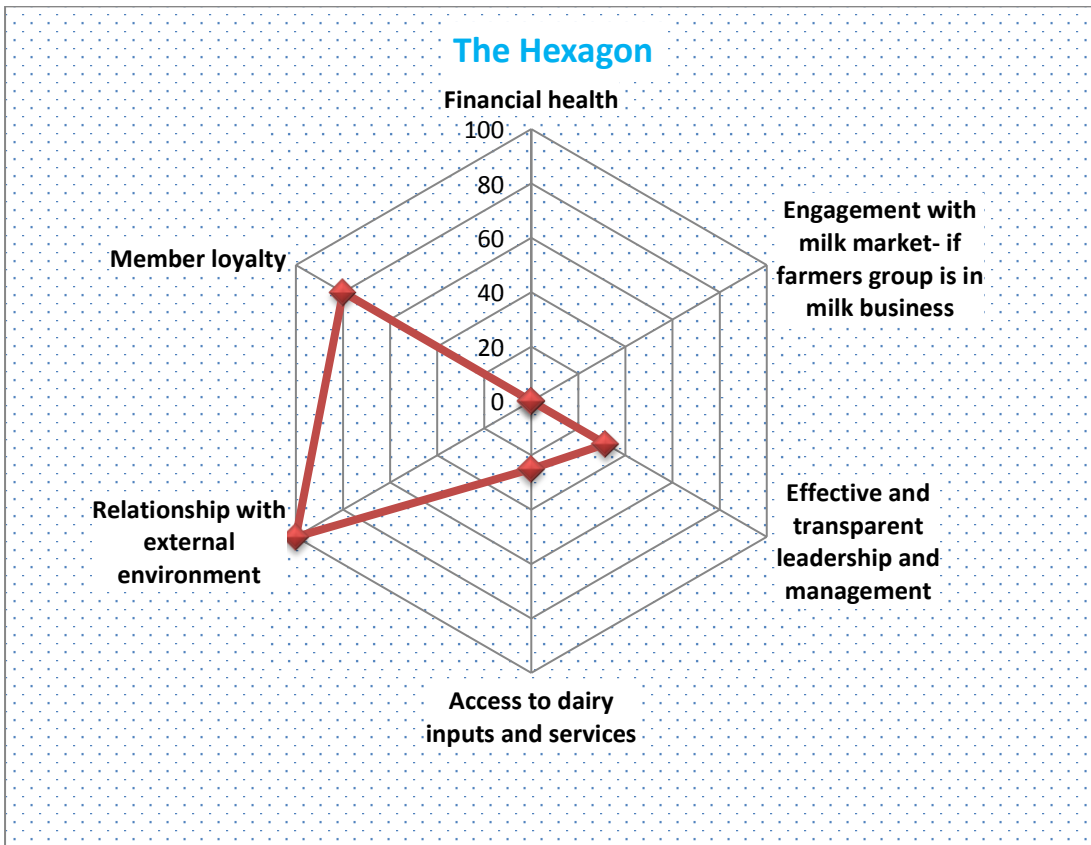 The Hexagon
Financial health
100
80
60
40
20
0
Engagement with
milk market- if
farmers group is in
milk business
Effective and
transparent
leadership and
management
Access to dairy
inputs and services
Relationship with
external
environment
Member loyalty